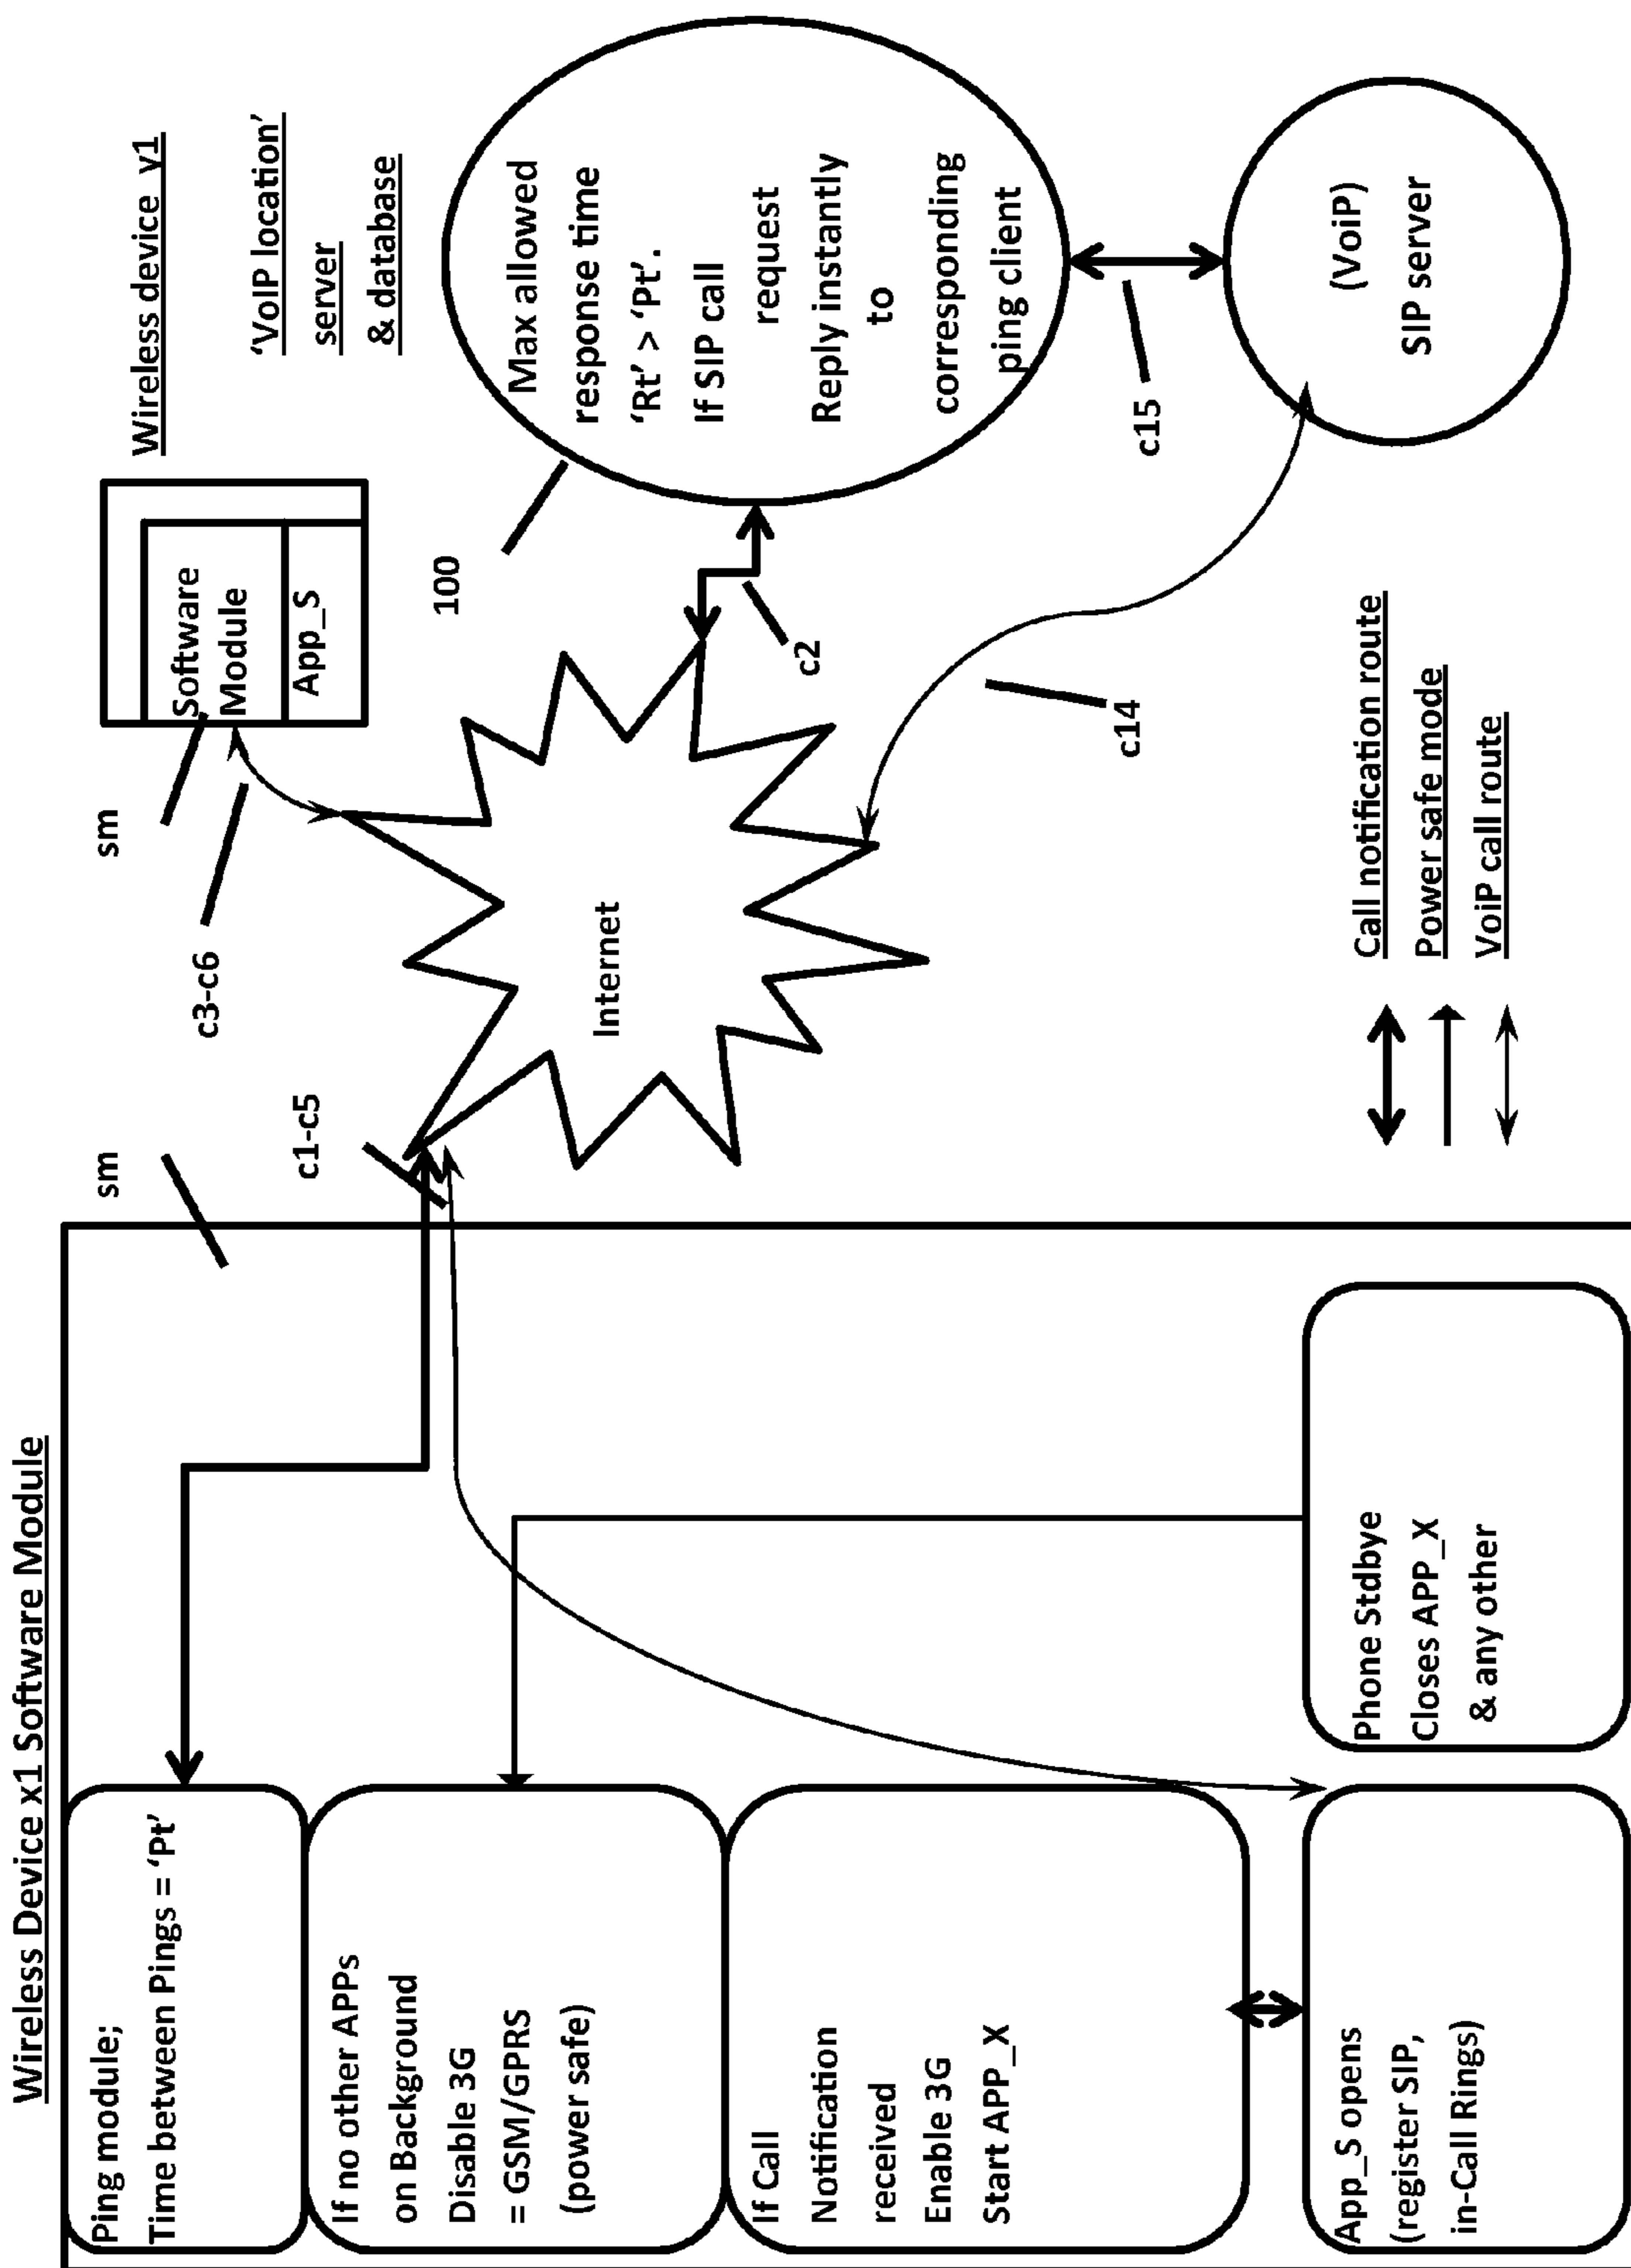 Wireless Device x1 Software Module
Ping module;
Time between Pings = ‘Pt’
If no other APPs
on Background
Disable 3G
= GSM/GPRS
(power safe)
If Call
Notification
received
Enable 3G
Start APP_X
App_S opens
(register SIP,
in-Call Rings)
Phone Stdbye
Closes APP_X
& any other
sm
c1-c5
Internet
sm
c3-c6
Software
Module
App_S
Wireless device y1
‘VoIP location’
server
& database
100
Max allowed
response time
‘Rt’ > ‘Pt’.
If SIP call
request
Reply instantly
to
corresponding
ping client
c2
c14
c15
(VoiP)
SIP server
Call notification route
Power safe mode
VoiP call route